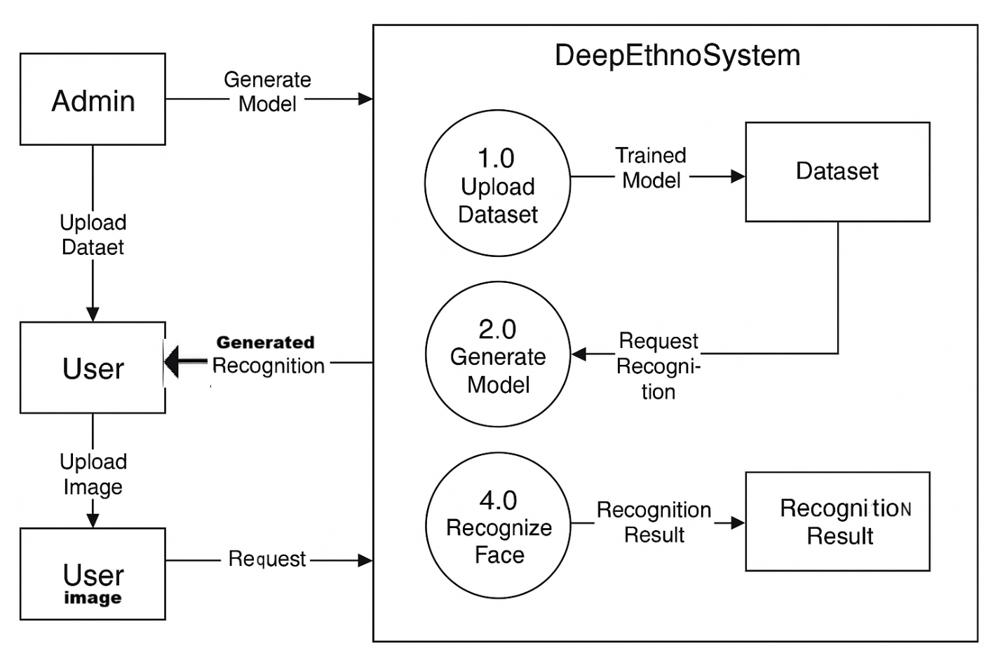 DeepEthnoSystem
Admin
Generate
Model
Upload
Dataet
User
Generated
Recognition
Upload
Image
User
image
Request
1.0
Upload
Dataset
Trained
Model
Dataset
2.0
Generate
Model
Request
Recogni-
tion
4.0
Recognize
Face
Recognition
Result
RecognitioN
Result